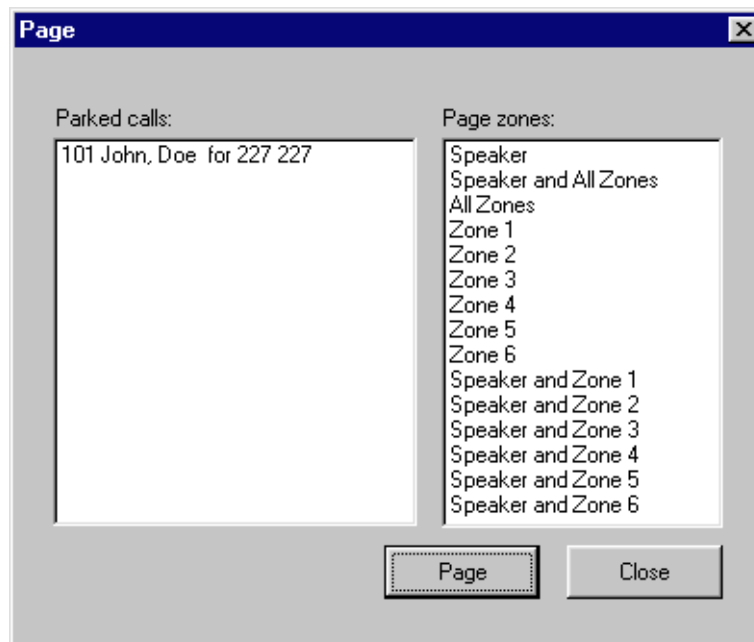 Page
Parked calls:
101 John, Doe  for 227 227
Page zones:
Speaker
Speaker and All Zones
All Zones
Zone 1
Zone 2
Zone 3
Zone 4
Zone 5
Zone 6
Speaker and Zone 1
Speaker and Zone 2
Speaker and Zone 3
Speaker and Zone 4
Speaker and Zone 5
Speaker and Zone 6
Page
Close